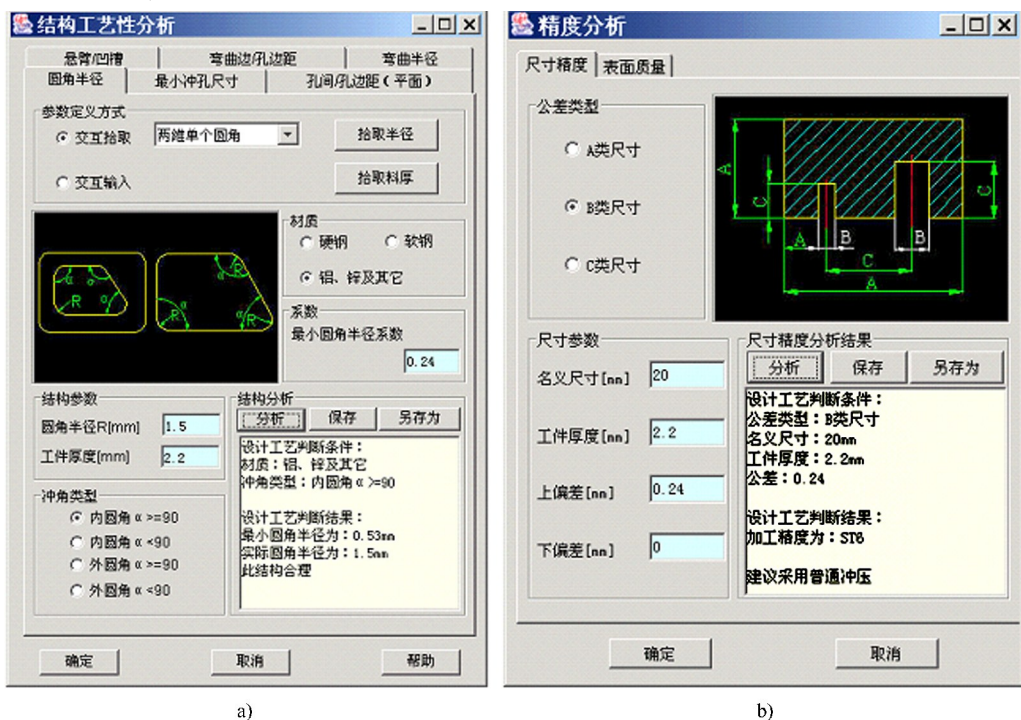 结构工艺性分析
悬臂/凹槽 弯曲边/孔边距 弯曲半径
圆角半径 最小冲孔尺寸 孔间/孔边距（平面）
参数定义方式
交互拾取 两维单个圆角 拾取半径
交互输入 拾取料厚
α α R α
R α α R α R
材质
硬钢 软钢
铝、锌及其它
系数
最小圆角半径系数
0.24
结构参数
圆角半径R[mm] 1.5
工件厚度[mm] 2.2
冲角类型
内圆角α>=90
内圆角α<90
外圆角α>=90
外圆角α<90
结构分析
分析 保存 另存为
设计工艺判断条件：
材质：铝、锌及其它
冲角类型：内圆角α>=90
设计工艺判断结果：
最小圆角半径为：0.53mm
实际圆角半径为：1.5mm
此结构合理
确定 取消 帮助
a)
精度分析
尺寸精度 表面质量
公差类型
A类尺寸
B类尺寸
C类尺寸
A C C
A B B
C
A
尺寸参数
名义尺寸[mm] 20
工件厚度[mm] 2.2
上偏差[mm] 0.24
下偏差[mm] 0
尺寸精度分析结果
分析 保存 另存为
设计工艺判断条件：
公差类型：B类尺寸
名义尺寸：20mm
工件厚度：2.2mm
公差：0.24
设计工艺判断结果：
加工精度为：ST6
建议采用普通冲压
确定 取消
b)